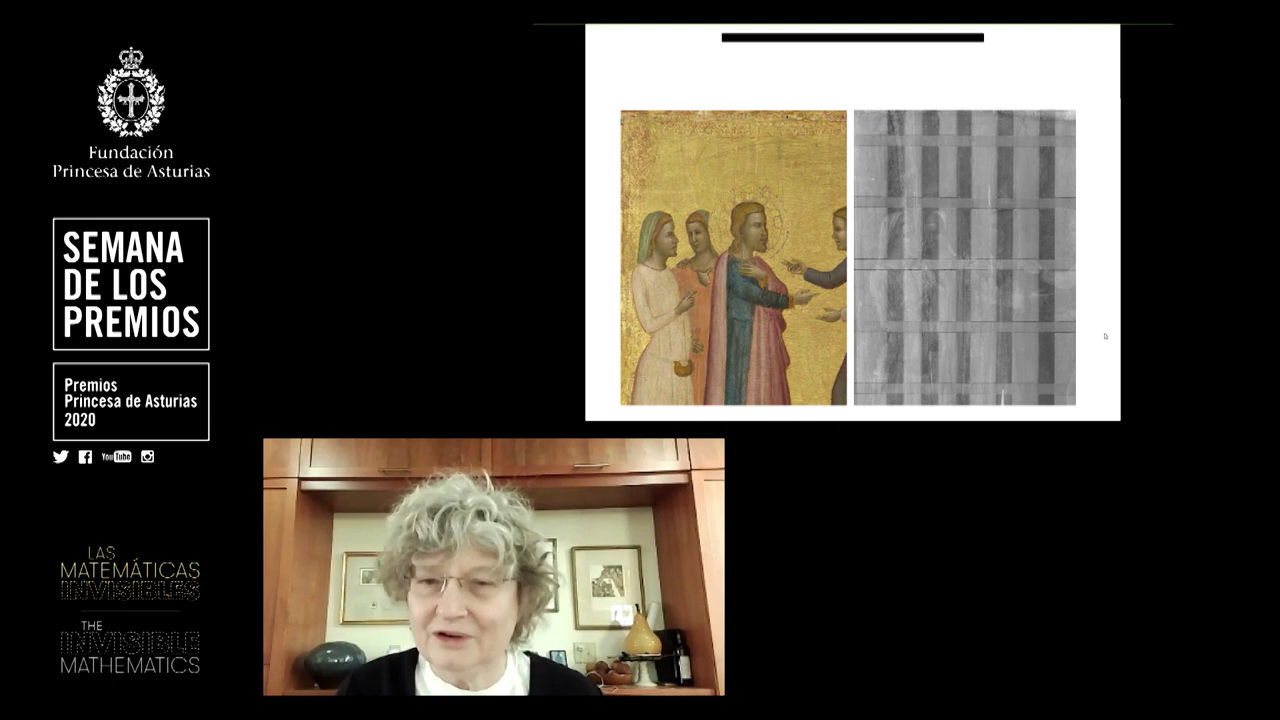 Fundación
Princesa de Asturias
SEMANA
DE LOS
PREMIOS
Premios
Princesa de Asturias
2020
YouTube
LAS
MATEMÁTICAS
INVISIBLES
THE
INVISIBLE
MATHEMATICS